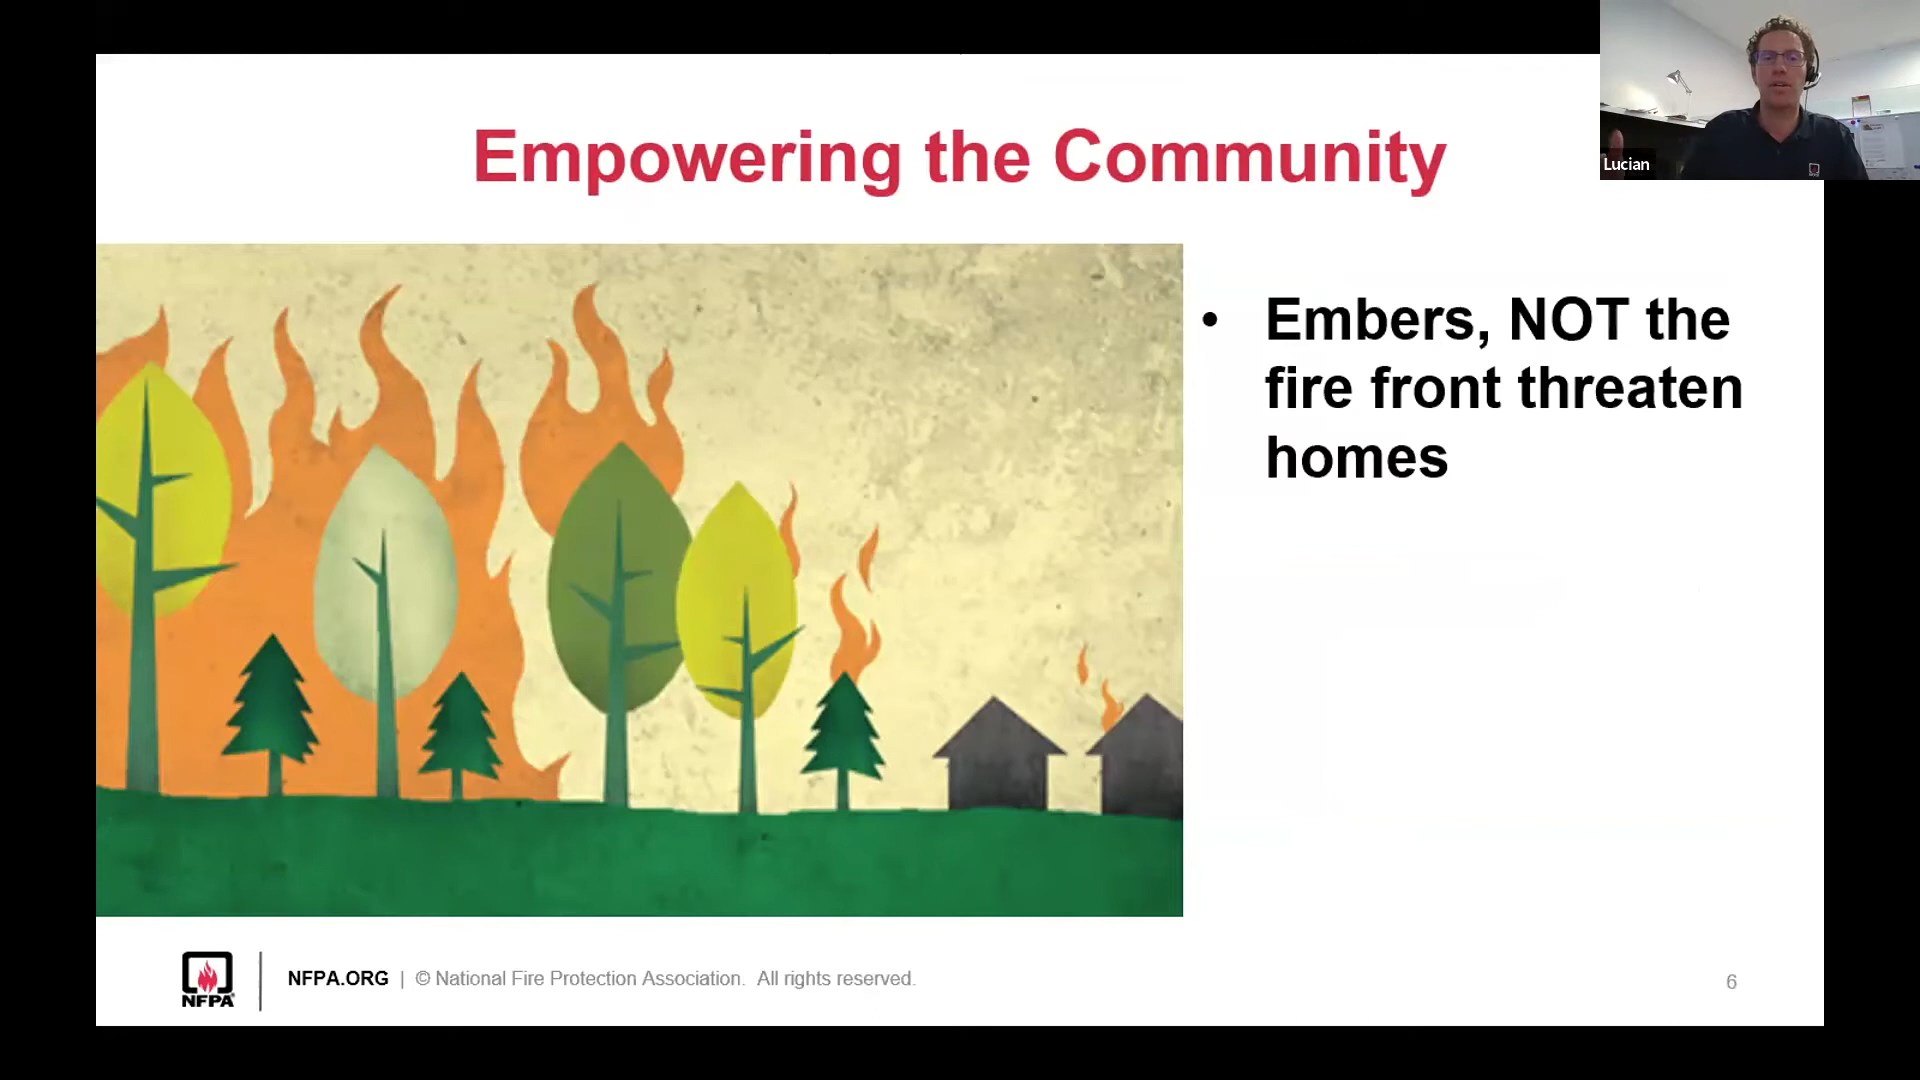 Empowering the Community
Lucian
NFPA
• Embers, NOT the
fire front threaten
homes
NFPA
NFPA.ORG | © National Fire Protection Association. All rights reserved.
6